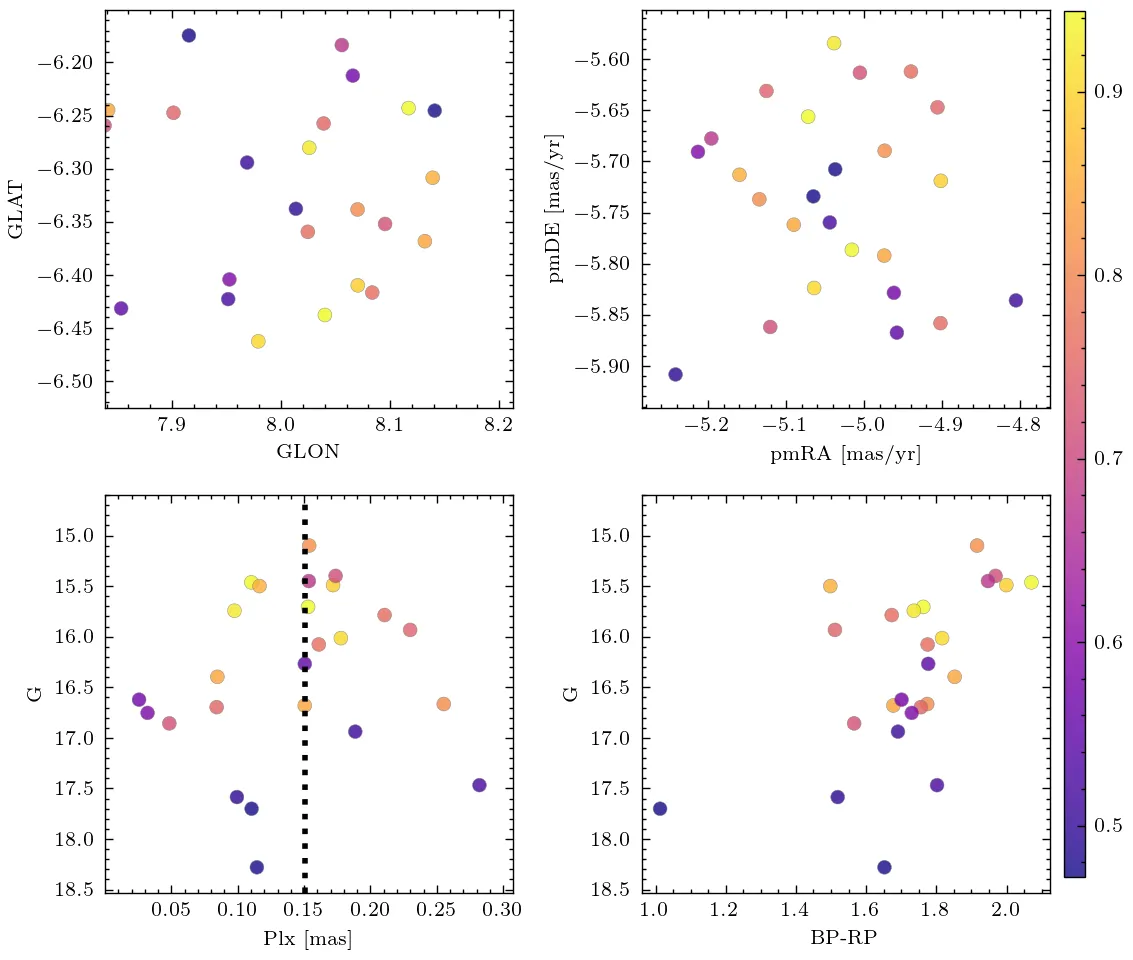 −6.20
−6.25
−6.30
−6.35
−6.40
−6.45
−6.50
GLAT
7.9 8.0 8.1 8.2
GLON
−5.60
−5.65
−5.70
−5.75
−5.80
−5.85
−5.90
pmDE [mas/yr]
−5.2 −5.1 −5.0 −4.9 −4.8
pmRA [mas/yr]
15.0
15.5
16.0
16.5
17.0
17.5
18.0
18.5
G
0.05 0.10 0.15 0.20 0.25 0.30
Plx [mas]
15.0
15.5
16.0
16.5
17.0
17.5
18.0
18.5
G
1.0 1.2 1.4 1.6 1.8 2.0
BP-RP
0.9
0.8
0.7
0.6
0.5